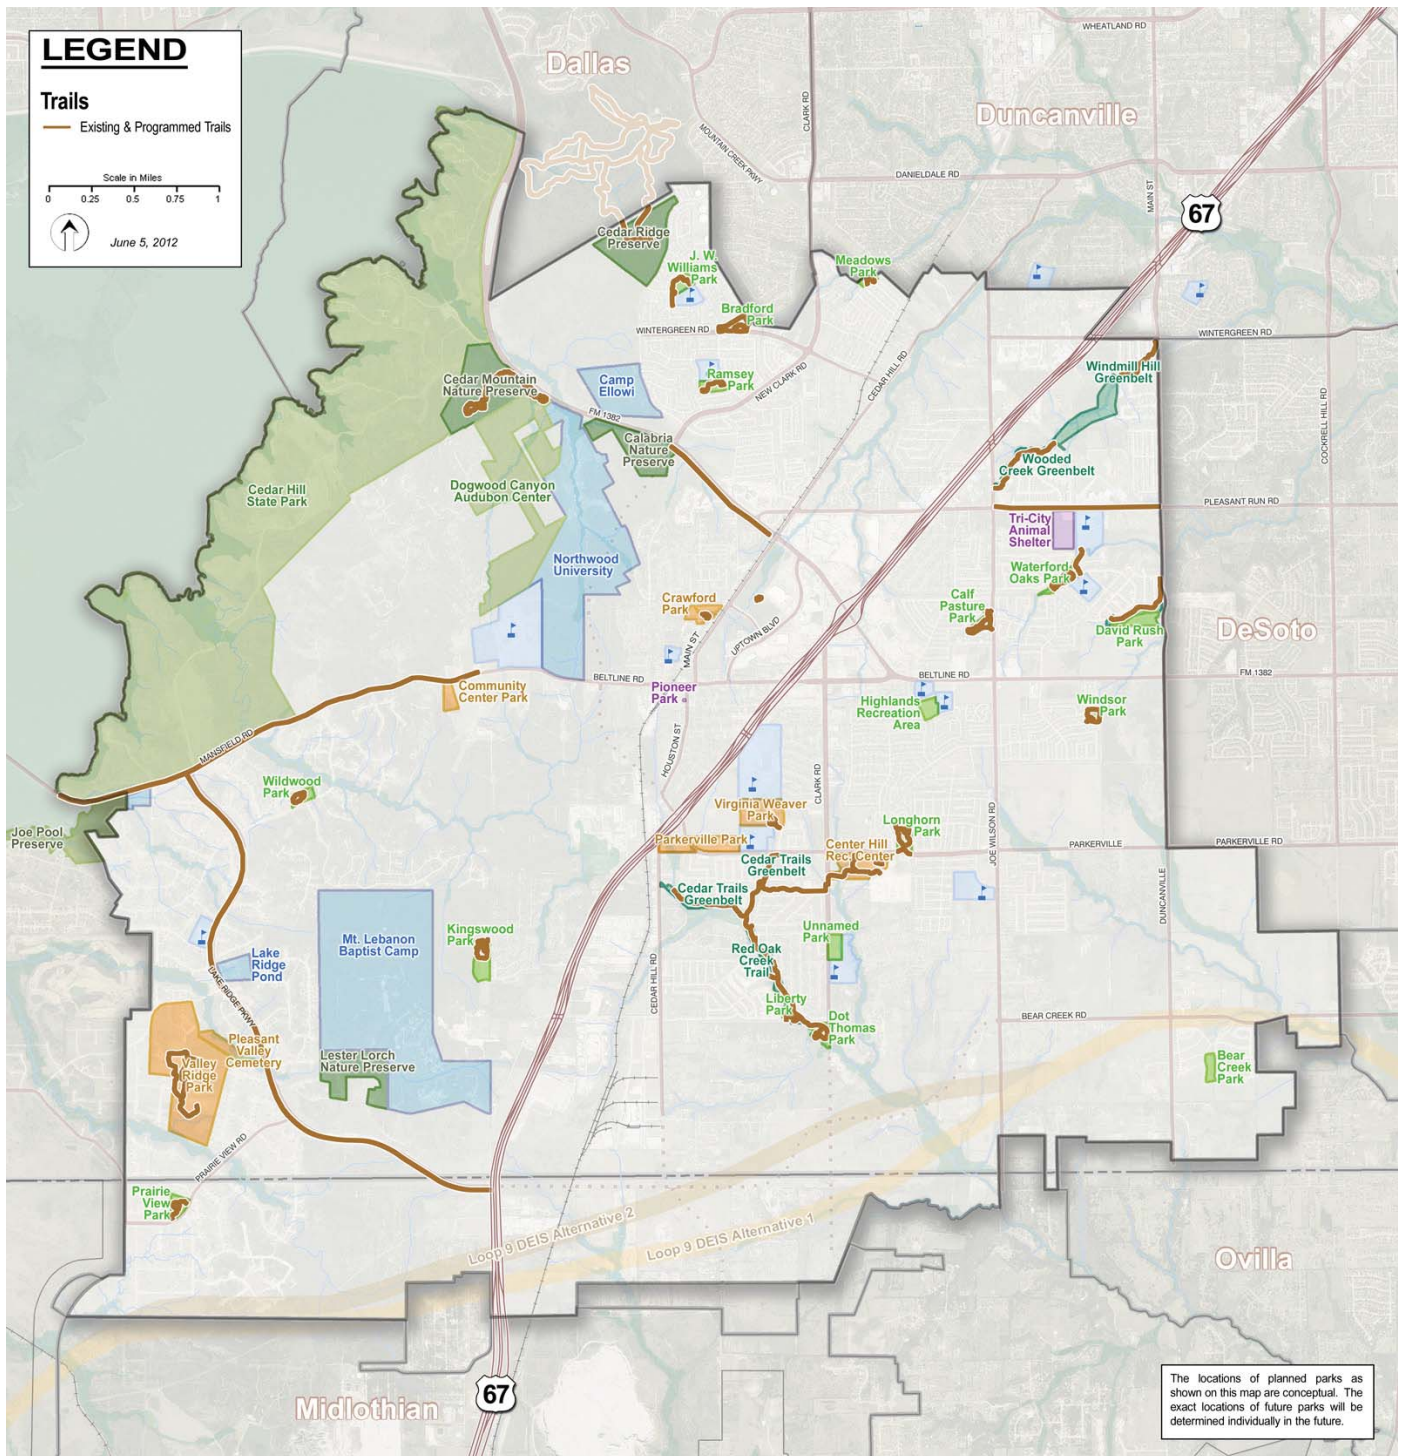 LEGEND
Trails
Existing & Programmed Trails
Scale in Miles
0 0.25 0.5 0.75 1
June 5, 2012
Dallas
Duncanville
WHEATLAND RD
CLARK RD
MOUNTAIN CREEK PKWY
DANIELDALE RD
MAIN ST
67
Cedar Ridge
Preserve
J. W.
Williams
Park
Meadows
Park
Bradford
Park
WINTERGREEN RD
WINTERGREEN RD
CEDAR HILL RD
Windmill Hill
Greenbelt
Cedar Mountain
Nature Preserve
Camp
Ellowi
Ramsey
Park
NEW CLARK RD
FM 1382
COCKRELL HILL RD
Calabria
Nature
Preserve
Wooded
Creek Greenbelt
Cedar Hill
State Park
Dogwood Canyon
Audubon Center
PLEASANT RUN RD
Tri-City
Animal
Shelter
Northwood
University
Waterford
Oaks Park
Crawford
Park
Calf
Pasture
Park
David Rush
Park
DeSoto
UPTOWN BLVD
MAIN ST
BELTLINE RD
BELTLINE RD
FM 1382
Community
Center Park
Pioneer
Park
Highlands
Recreation
Area
Windsor
Park
MANSFIELD RD
HOUSTON ST
CLARK RD
Wildwood
Park
Virginia Weaver
Park
Longhorn
Park
JOE WILSON RD
Joe Pool
Preserve
Parkerville Park
Center Hill
Rec. Center
PARKERVILLE
PARKERVILLE RD
Cedar Trails
Greenbelt
Cedar Trails
Greenbelt
DUNCANVILLE
Kingswood
Park
Mt. Lebanon
Baptist Camp
Unnamed
Park
Lake
Ridge
Pond
Red Oak
Creek
Trail
CEDAR HILL RD
LAKE RIDGE PKWY
Liberty
Park
Dot
Thomas
Park
BEAR CREEK RD
Pleasant
Valley
Cemetery
Valley
Ridge
Park
Lester Lorch
Nature Preserve
Bear
Creek
Park
PRAIRIE VIEW RD
Prairie
View
Park
Loop 9 DEIS Alternative 2
Loop 9 DEIS Alternative 1
Ovilla
Midlothian
67
The locations of planned parks as
shown on this map are conceptual. The
exact locations of future parks will be
determined individually in the future.